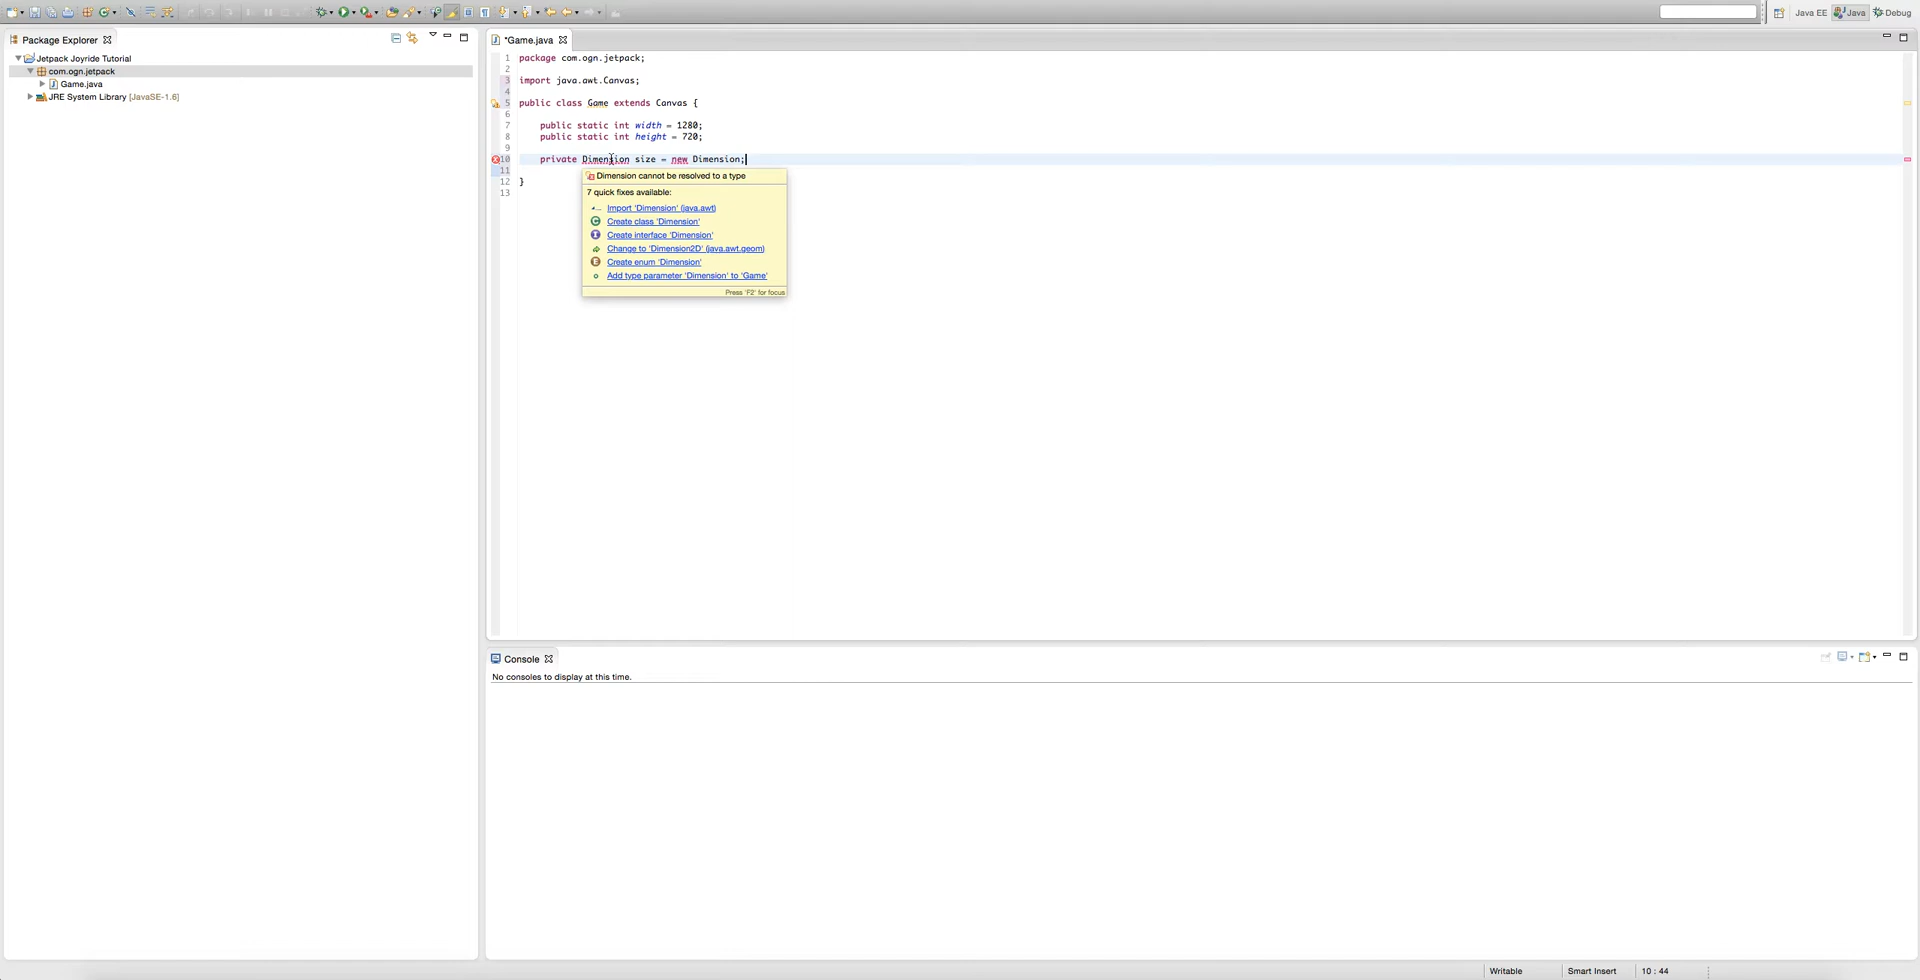 Java EE
Java
Debug
Package Explorer
Jetpack Joyride Tutorial
com.ogn.jetpack
Game.java
JRE System Library [JavaSE-1.6]
*Game.java
1 package com.ogn.jetpack;
2
3 import java.awt.Canvas;
4
5 public class Game extends Canvas {
6
7 public static int width = 1280;
8 public static int height = 720;
9
10 private Dimension size = new Dimension;
11
12 }
13
Dimension cannot be resolved to a type
7 quick fixes available:
Import 'Dimension' (java.awt)
Create class 'Dimension'
Create interface 'Dimension'
Change to 'Dimension2D' (java.awt.geom)
Create enum 'Dimension'
Add type parameter 'Dimension' to 'Game'
Press 'F2' for focus
Console
No consoles to display at this time.
Writable
Smart Insert
10 : 44